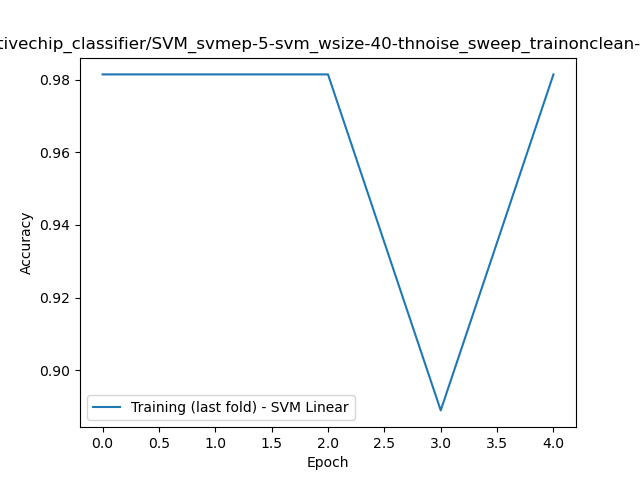 tivechip_classifier/SVM_svmep-5-svm_wsize-40-thnoise_sweep_trainonclean-
0.98
0.96
0.94
0.92
0.90
Accuracy
Training (last fold) - SVM Linear
0.0 0.5 1.0 1.5 2.0 2.5 3.0 3.5 4.0
Epoch